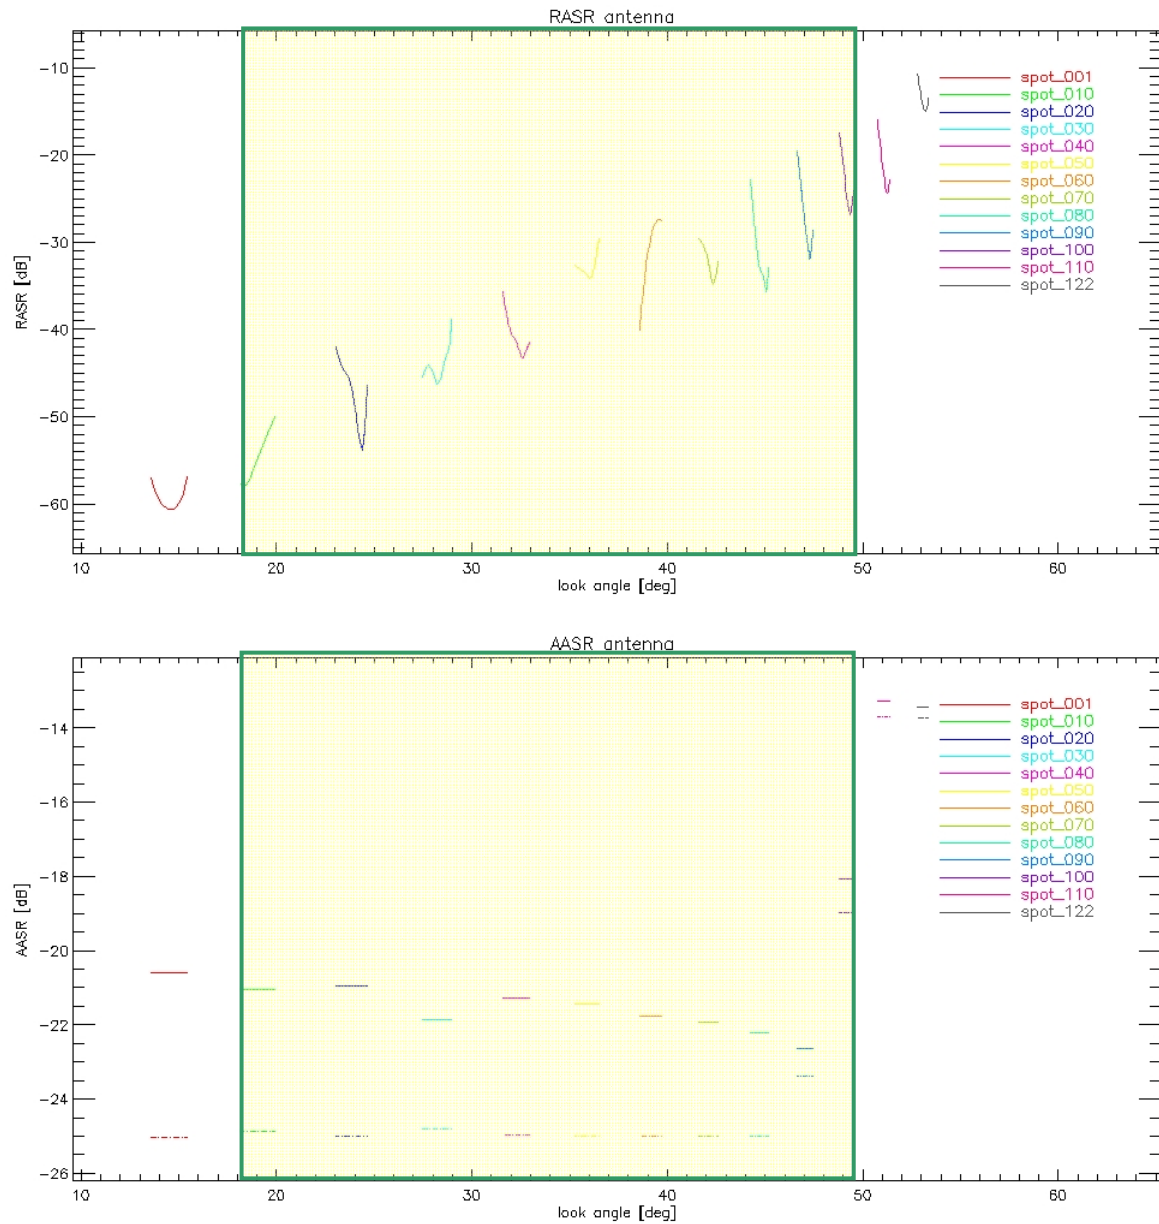 RASR antenna
-10
-20
-30
-40
-50
-60
RASR [dB]
10 20 30 40 50 60
look angle [deg]
spot_001
spot_010
spot_020
spot_030
spot_040
spot_050
spot_060
spot_070
spot_080
spot_090
spot_100
spot_110
spot_122
AASR antenna
-14
-16
-18
-20
-22
-24
-26
AASR [dB]
10 20 30 40 50 60
look angle [deg]
spot_001
spot_010
spot_020
spot_030
spot_040
spot_050
spot_060
spot_070
spot_080
spot_090
spot_100
spot_110
spot_122